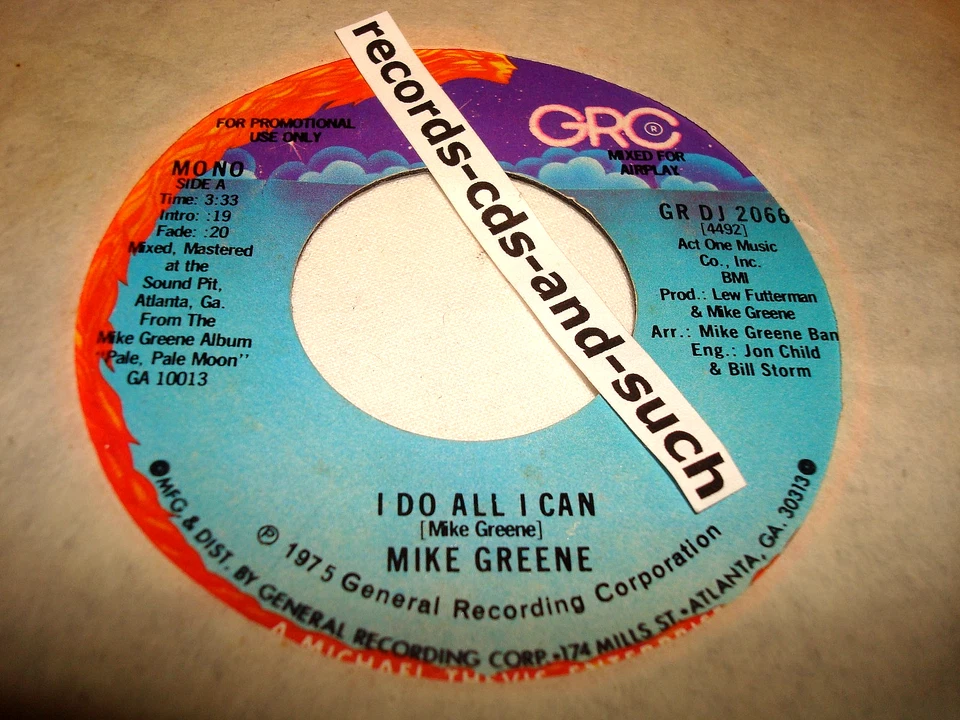 records-cds-and-such
FOR PROMOTIONAL
USE ONLY
MONO
SIDE A
Time: 3:33
Intro: :19
Fade: :20
Mixed, Mastered
at the
Sound Pit,
Atlanta, Ga.
From The
Mike Greene Album
"Pale, Pale Moon"
GA 10013
GRC ®
MIXED FOR
AIRPLAY
GR DJ 2066
[4492]
Act One Music
Co., Inc.
BMI
Prod.: Lew Futterman
& Mike Greene
Arr.: Mike Greene Ban
Eng.: Jon Child
& Bill Storm
I DO ALL I CAN
[Mike Greene]
MIKE GREENE
℗ 1975 General Recording Corporation
●MFG. & DIST. BY GENERAL RECORDING CORP.•174 MILLS ST.•ATLANTA, GA. 30313●
A MICHAEL THEVIS